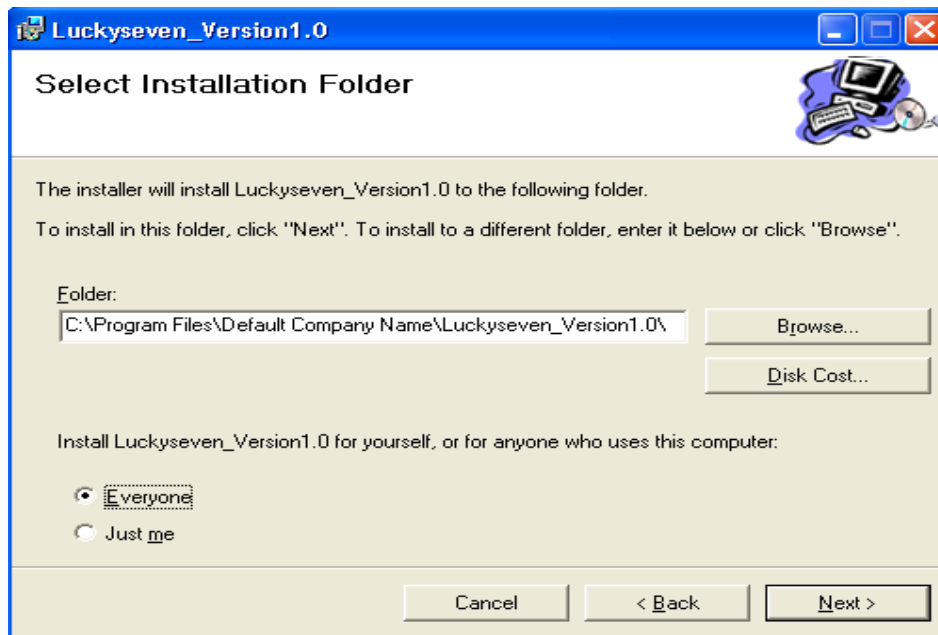 Luckyseven_Version1.0
Select Installation Folder
The installer will install Luckyseven_Version1.0 to the following folder.
To install in this folder, click "Next". To install to a different folder, enter it below or click "Browse".
Folder:
C:\Program Files\Default Company Name\Luckyseven_Version1.0\
Browse...
Disk Cost...
Install Luckyseven_Version1.0 for yourself, or for anyone who uses this computer:
Everyone
Just me
Cancel
< Back
Next >